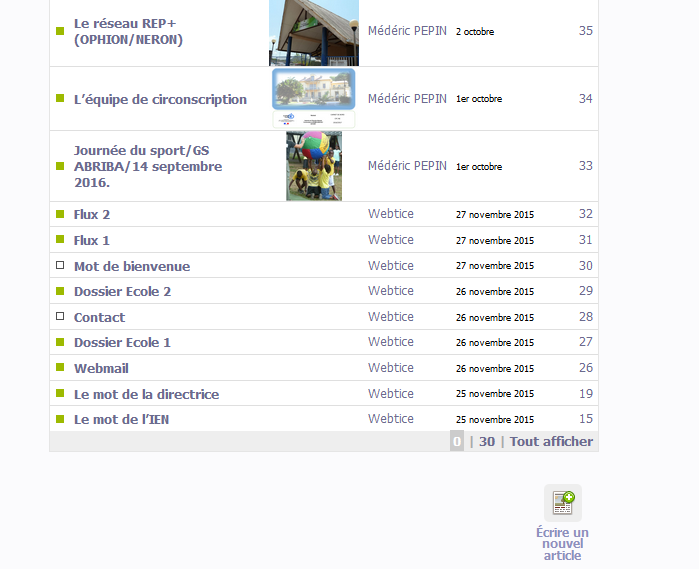 Le réseau REP+
(OPHION/NERON)
Médéric PEPIN 2 octobre 35
L’équipe de circonscription Médéric PEPIN 1er octobre 34
Journée du sport/GS
ABRIBA/14 septembre
2016.
Médéric PEPIN 1er octobre 33
Flux 2 Webtice 27 novembre 2015 32
Flux 1 Webtice 27 novembre 2015 31
Mot de bienvenue Webtice 27 novembre 2015 30
Dossier Ecole 2 Webtice 26 novembre 2015 29
Contact Webtice 26 novembre 2015 28
Dossier Ecole 1 Webtice 26 novembre 2015 27
Webmail Webtice 26 novembre 2015 26
Le mot de la directrice Webtice 25 novembre 2015 19
Le mot de l’IEN Webtice 25 novembre 2015 15
0 | 30 | Tout afficher
Écrire un
nouvel
article